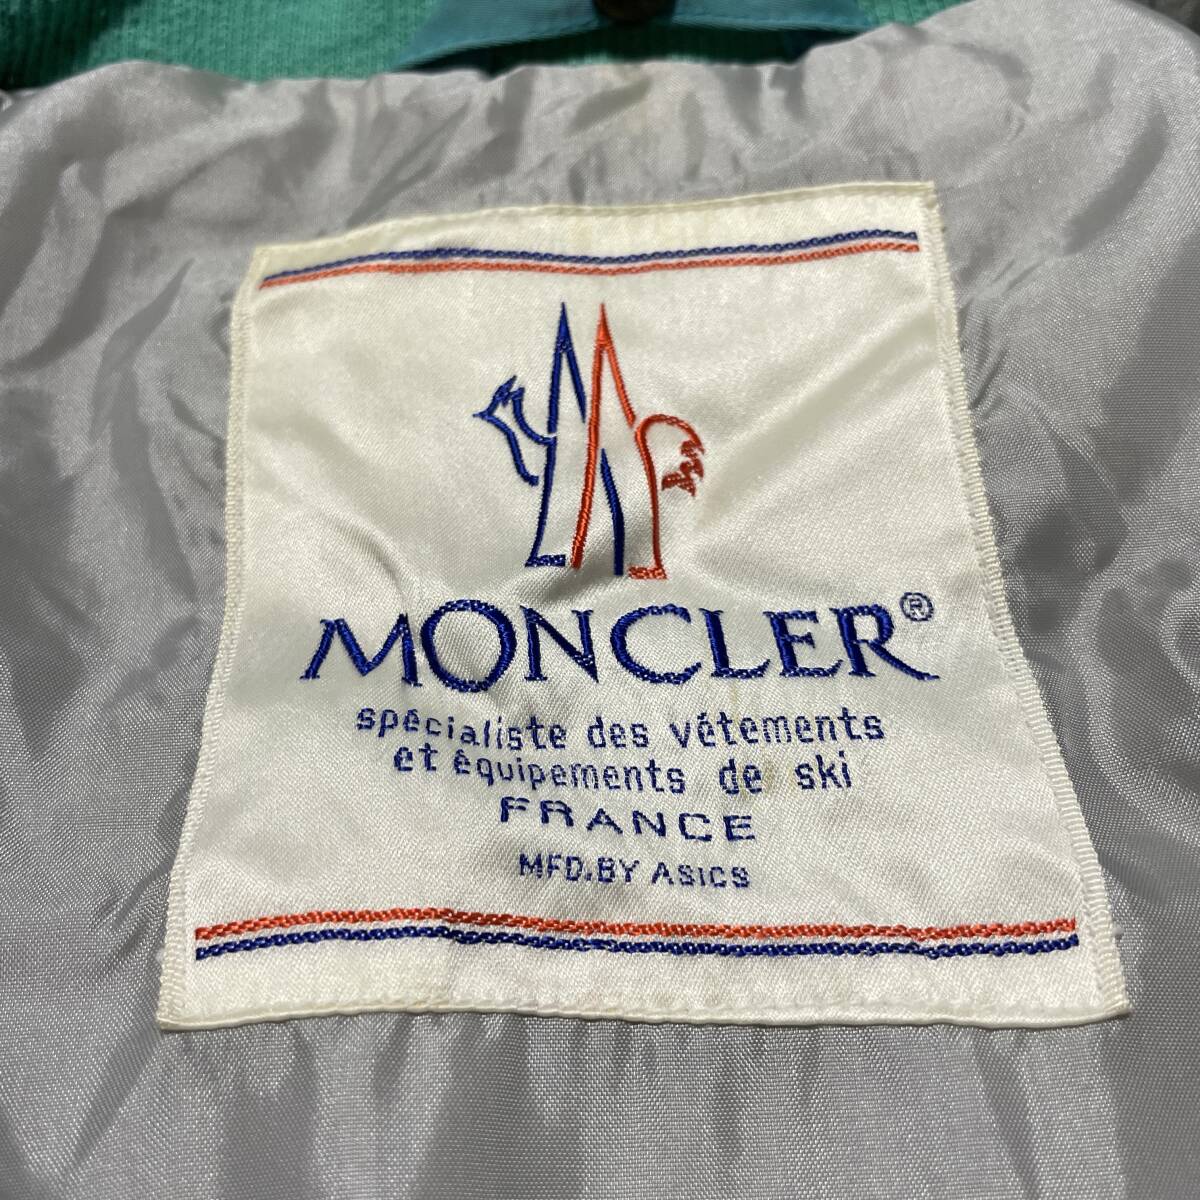 MONCLER®
spécialiste des vêtements
et équipements de ski
FRANCE
MFD.BY ASICS